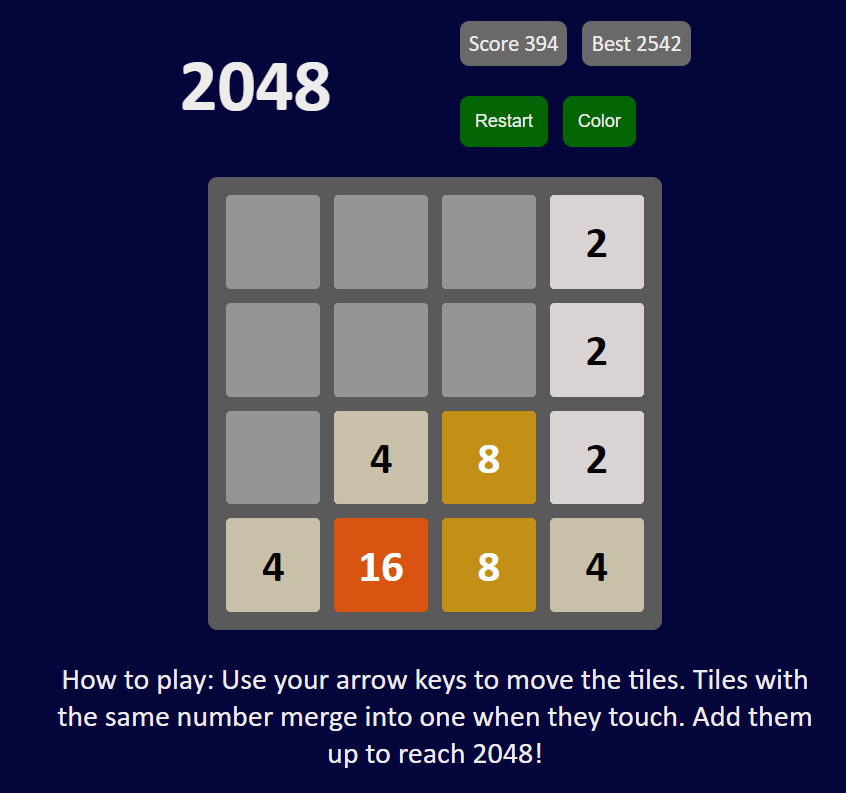 2048
Score 394
Best 2542
Restart
Color
2
2
4 8 2
4 16 8 4
How to play: Use your arrow keys to move the tiles. Tiles with
the same number merge into one when they touch. Add them
up to reach 2048!